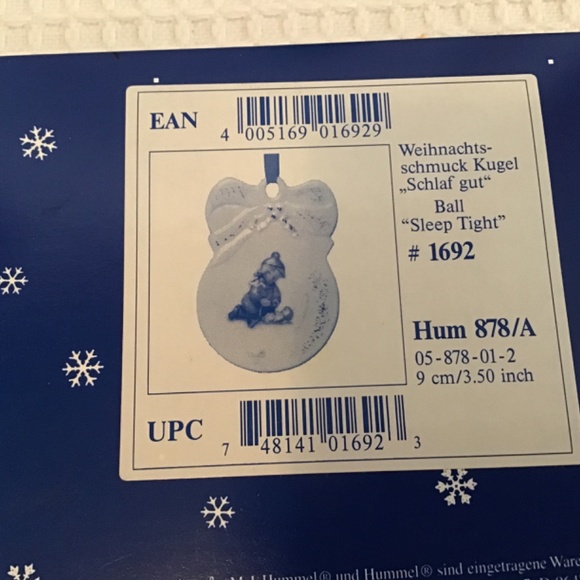 EAN
4 005169 016929
Weihnachts-
schmuck Kugel
„Schlaf gut“
Ball
“Sleep Tight”
# 1692
Hum 878/A
05-878-01-2
9 cm/3.50 inch
UPC
7 48141 01692 3
Hummel® und Hummel® sind eingetragene Ware